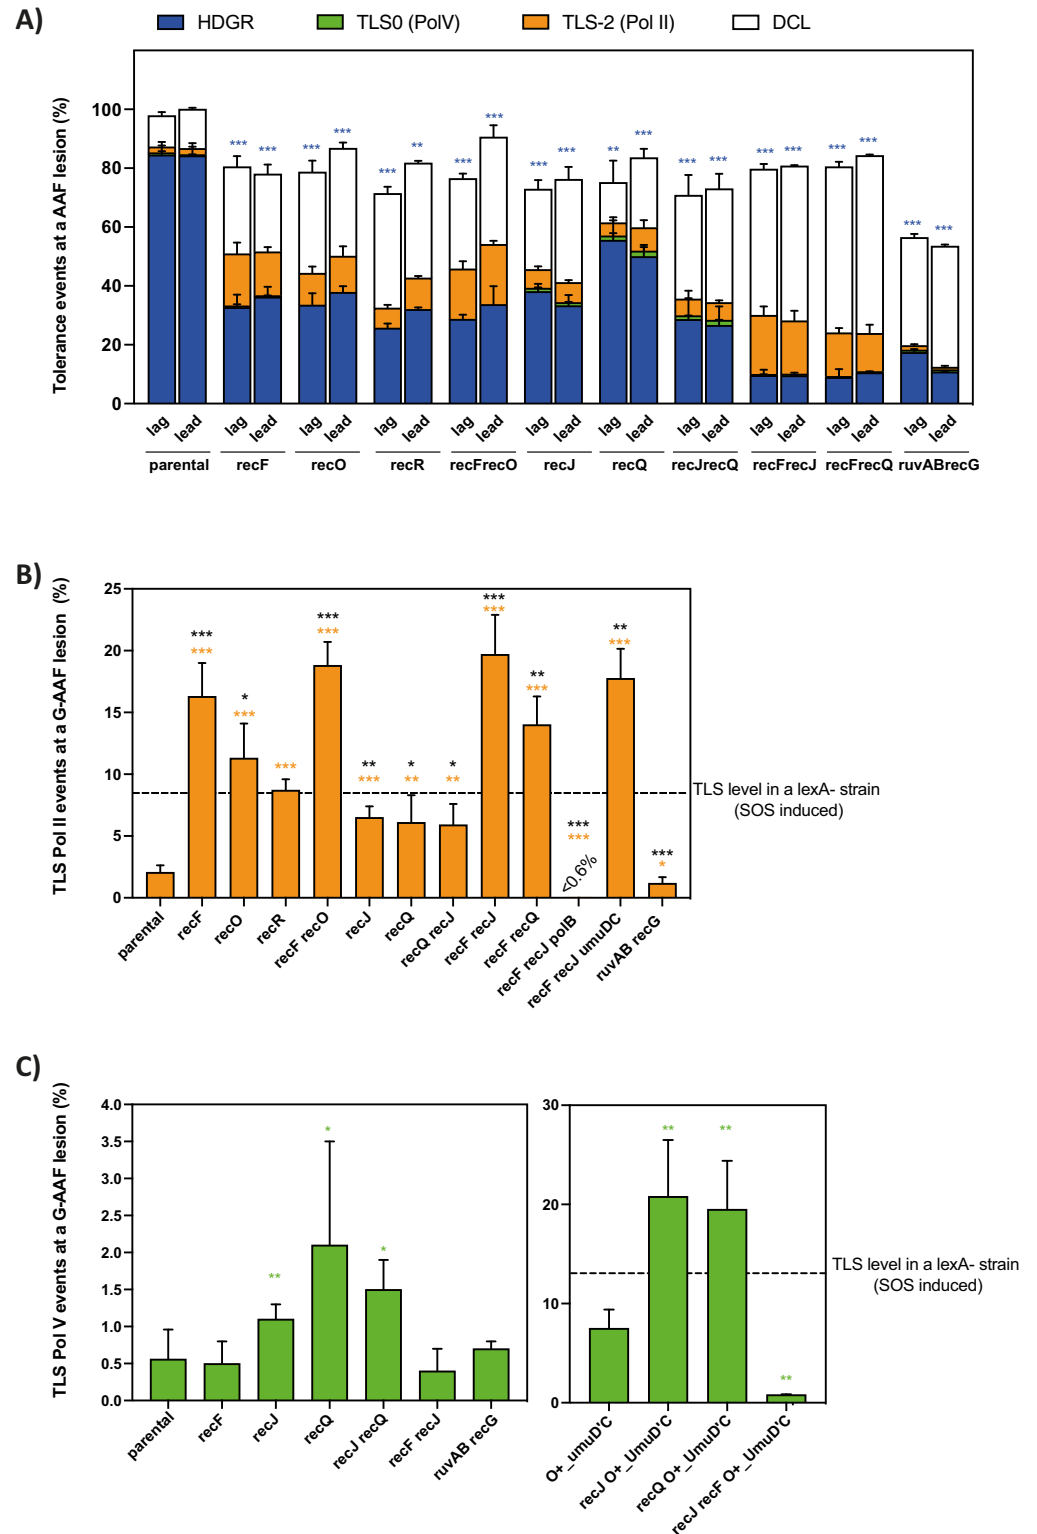 A)
HDGR TLS0 (PolV) TLS-2 (Pol II) DCL
Tolerance events at a AAF lesion (%)
100
80
60
40
20
0
*** *** *** *** *** ** *** *** *** *** ** *** *** *** *** *** *** *** *** ***
lag lead lag lead lag lead lag lead lag lead lag lead lag lead lag lead lag lead lag lead lag lead
parental recF recO recR recFrecO recJ recQ recJrecQ recFrecJ recFrecQ ruvABrecG
B)
TLS Pol II events at a G-AAF lesion (%)
25
20
15
10
5
0
*** * *** ** * * *** ** *** ** ***
*** *** *** *** *** ** ** *** *** *** *** *
<0.6%
TLS level in a lexA- strain
(SOS induced)
parental recF recO recR recF recO recJ recQ recQ recJ recF recJ recF recQ recF recJ polB recF recJ umuDC ruvAB recG
C)
TLS Pol V events at a G-AAF lesion (%)
4.0
3.5
3.0
2.5
2.0
1.5
1.0
0.5
0.0
** * *
parental recF recJ recQ recJ recQ recF recJ ruvAB recG
30
20
10
0
** ** **
TLS level in a lexA- strain
(SOS induced)
O+_umuD'C recJ O+_UmuD'C recQ O+_UmuD'C recJ recF O+_UmuD'C